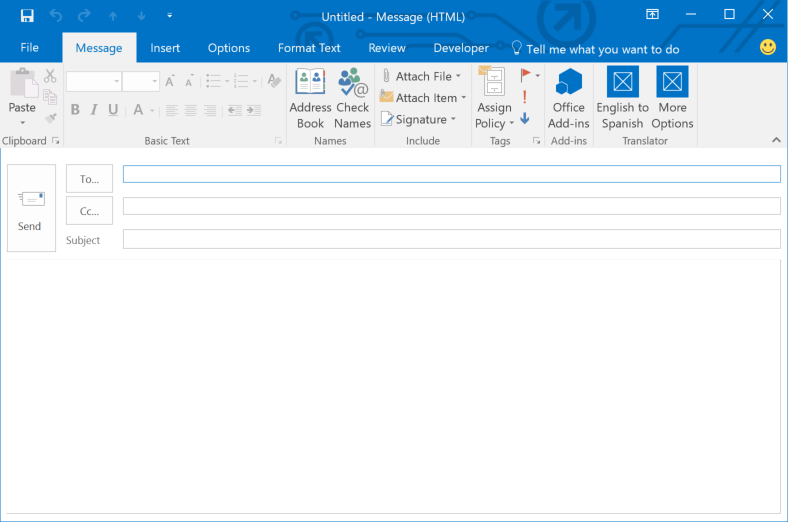 Untitled - Message (HTML)
File Message Insert Options Format Text Review Developer Tell me what you want to do
Paste
Clipboard
B I U A
A A
Basic Text
Address Book
Check Names
Names
Attach File
Attach Item
Signature
Include
Assign Policy
Tags
Office Add-ins
Add-ins
English to Spanish
More Options
Translator
Send
To...
Cc...
Subject